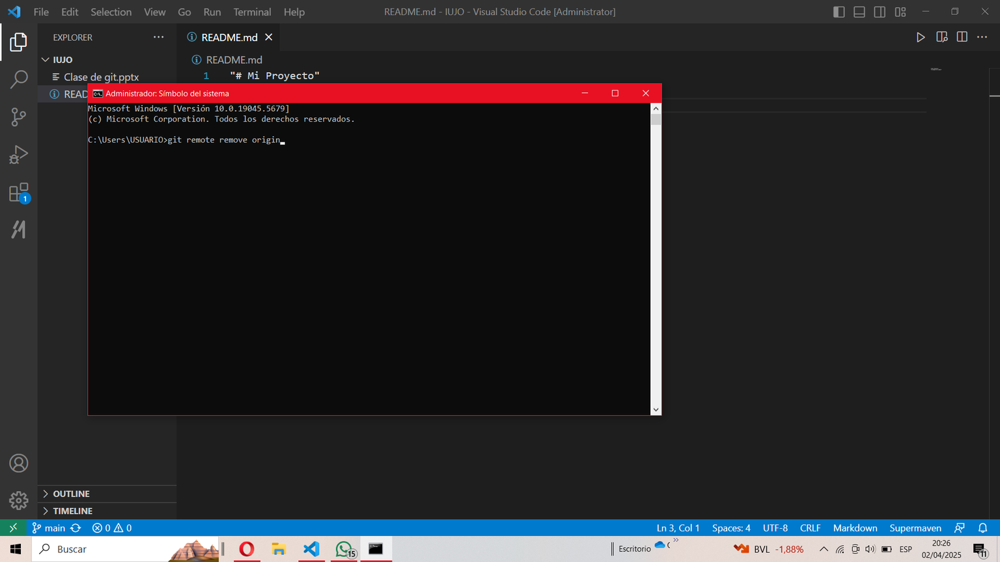 File Edit Selection View Go Run Terminal Help
README.md - IUJO - Visual Studio Code [Administrator]
EXPLORER
README.md
IUJO
README.md
Clase de git.pptx
1 "# Mi Proyecto"
READ
Administrador: Símbolo del sistema
Microsoft Windows [Versión 10.0.19045.5679]
(c) Microsoft Corporation. Todos los derechos reservados.
C:\Users\USUARIO>git remote remove origin
1
OUTLINE
TIMELINE
main 0 0
Ln 3, Col 1 Spaces: 4 UTF-8 CRLF Markdown Supermaven
Buscar
15
Escritorio
BVL -1,88%
ESP
20:26
02/04/2025
11